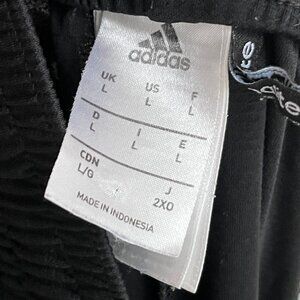 adidas
UK US F
L L L
D I E
L L L
CDN J
L/G 2XO
MADE IN INDONESIA